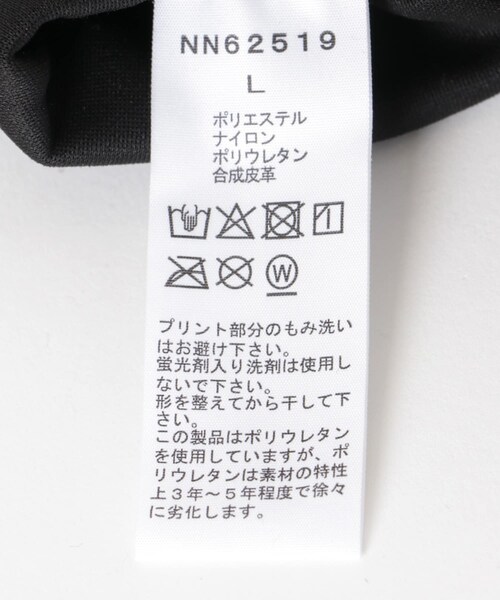 NN62519
L
ポリエステル
ナイロン
ポリウレタン
合成皮革
W
プリント部分のもみ洗い
はお避け下さい。
蛍光剤入り洗剤は使用し
ないで下さい。
形を整えてから干して下
さい。
この製品はポリウレタン
を使用していますが、ポ
リウレタンは素材の特性
上3年～5年程度で徐々
に劣化します。